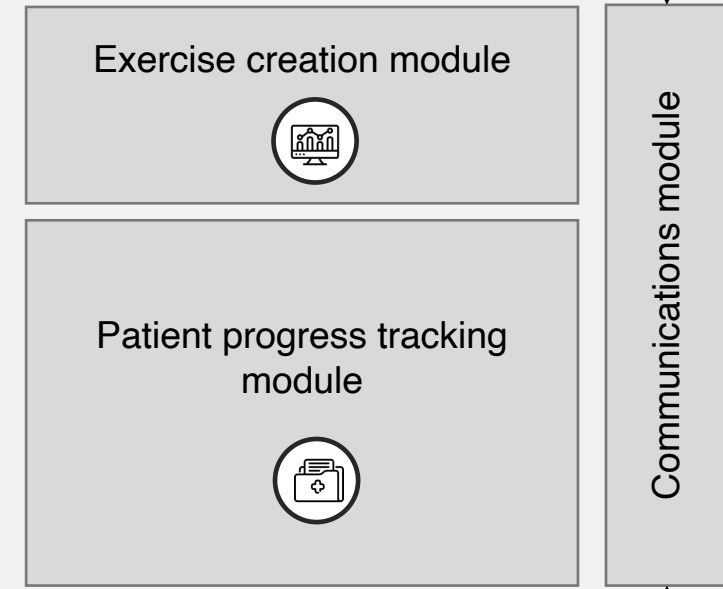 Exercise creation module
Patient progress tracking
module
Communications module